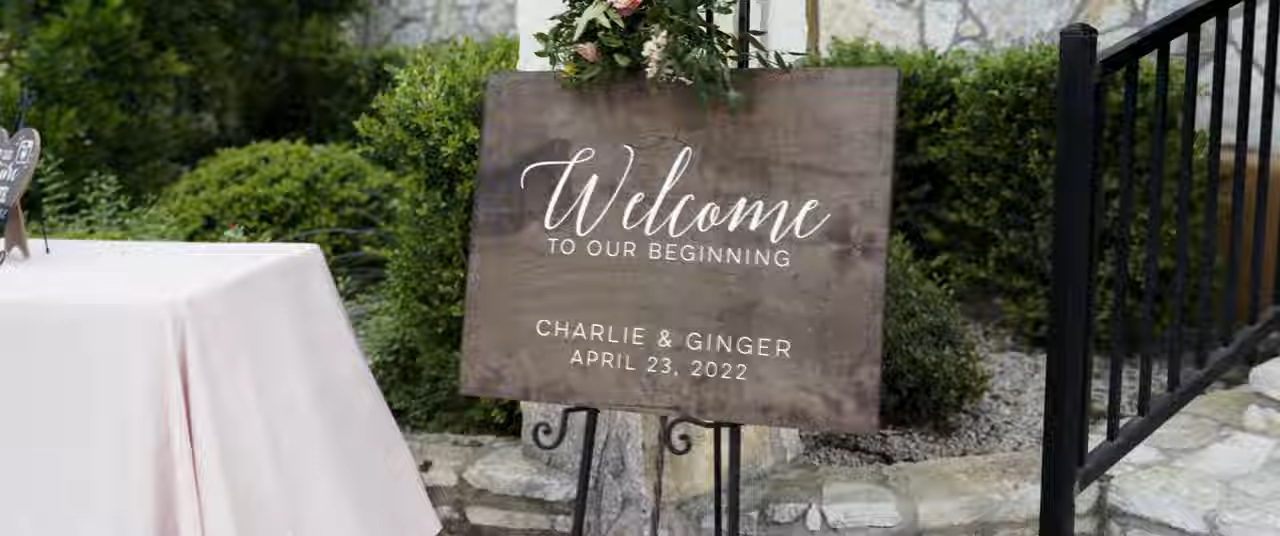 Welcome
TO OUR BEGINNING
CHARLIE & GINGER
APRIL 23, 2022